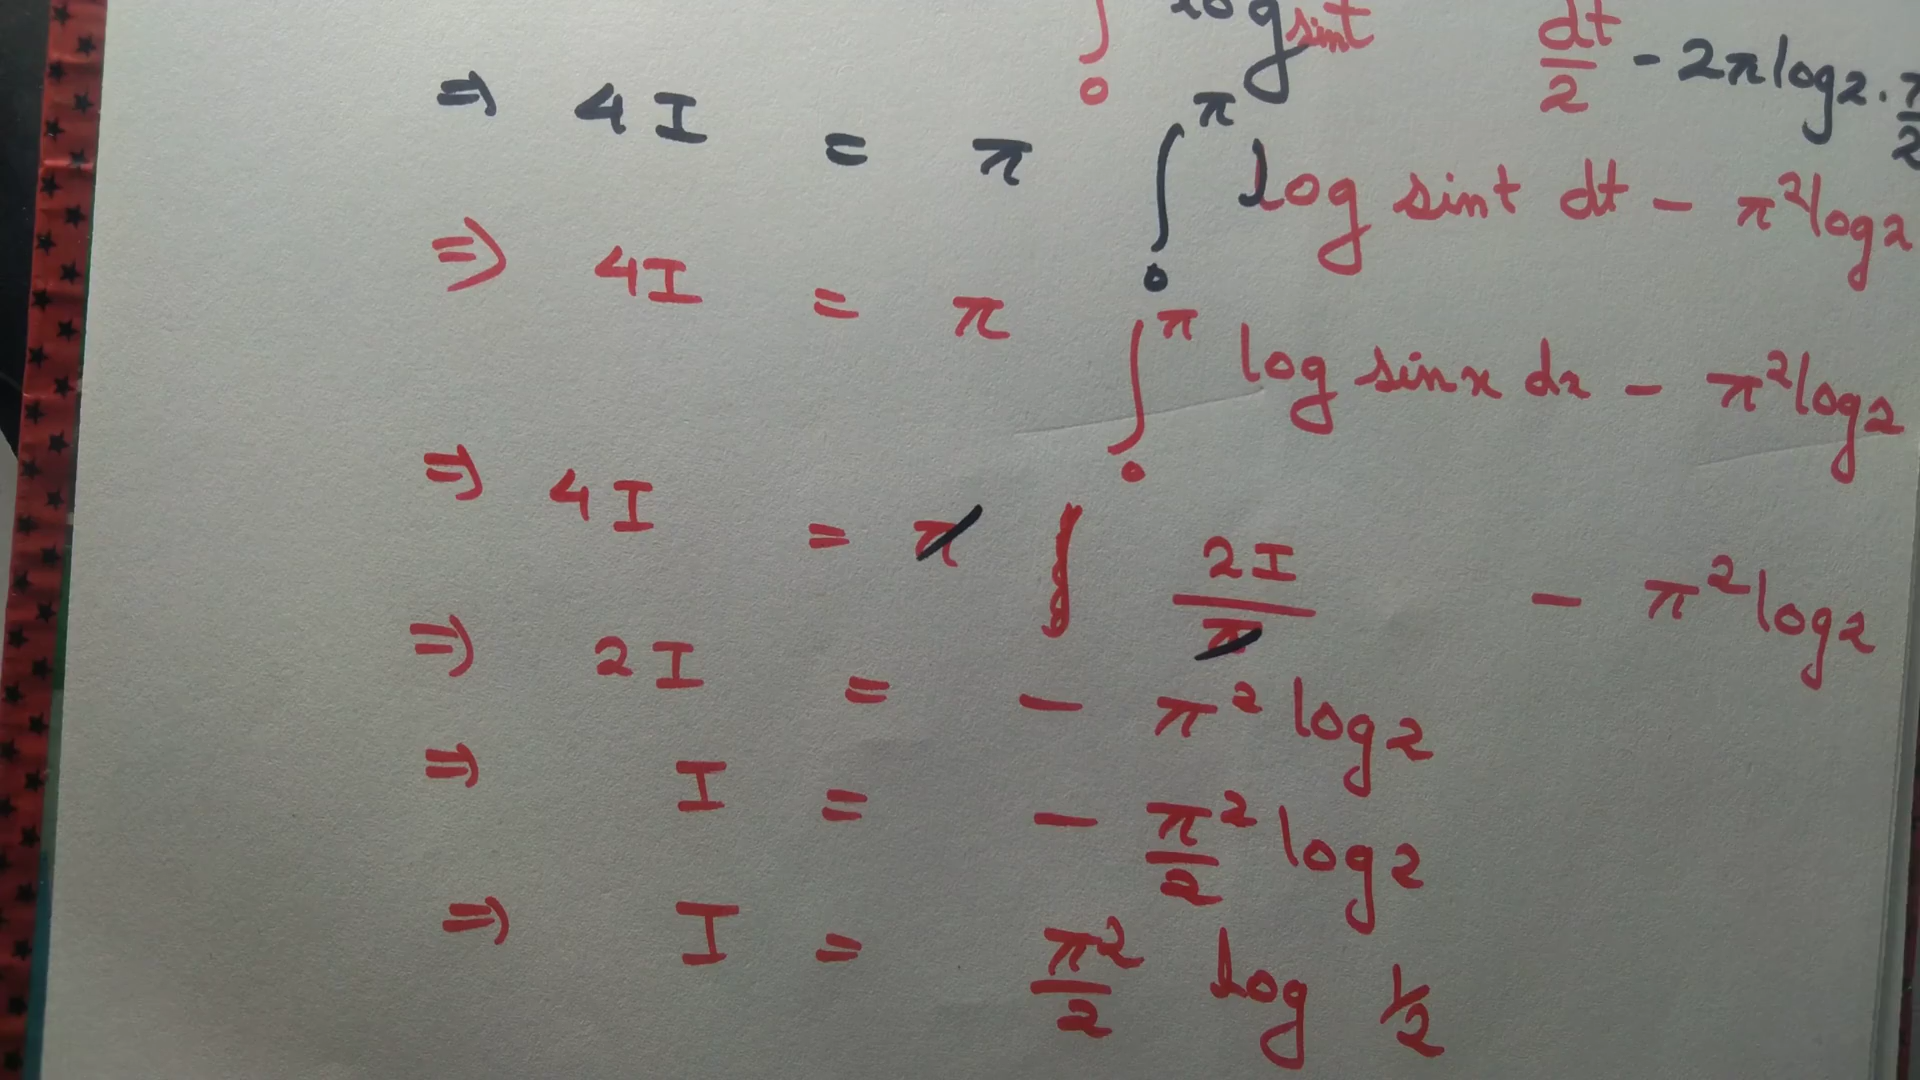 ∫₀ log sint dt/2 - 2π log2 . π/2
⇒ 4I = π ∫₀^π log sint dt - π² log2
⇒ 4I = π ∫₀^π log sinx dx - π² log2
⇒ 4I = π 2I/π - π² log2
⇒ 2I = - π² log2
⇒ I = - π²/2 log2
⇒ I = π²/2 log 1/2